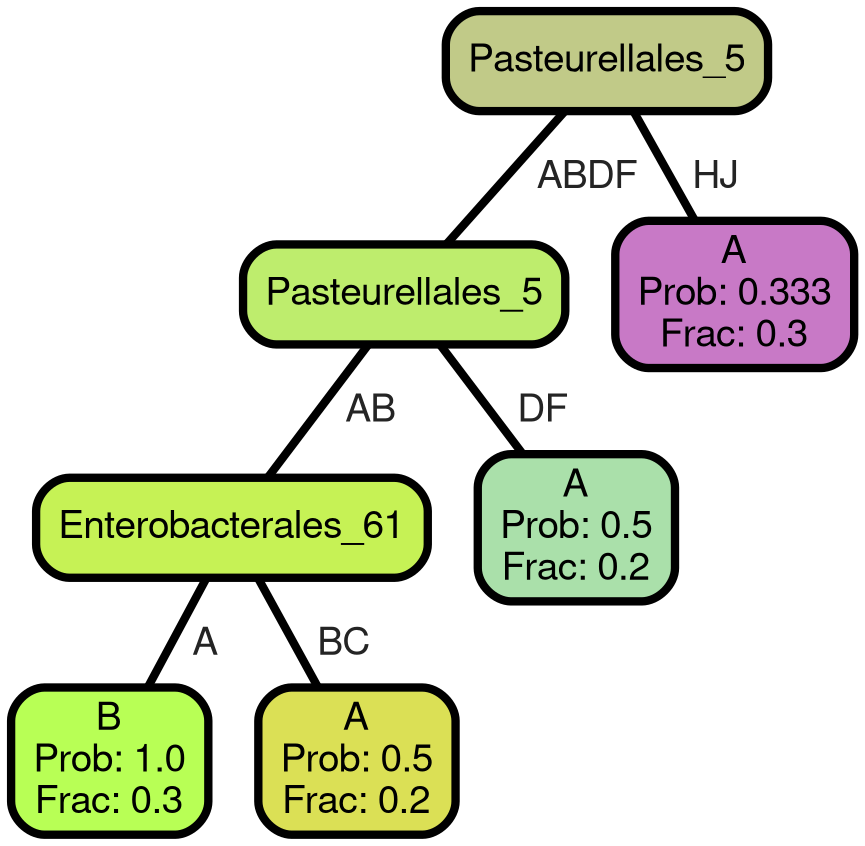 Pasteurellales_5
ABDF
HJ
Pasteurellales_5
A
Prob: 0.333
Frac: 0.3
AB
DF
Enterobacterales_61
A
Prob: 0.5
Frac: 0.2
A
BC
B
Prob: 1.0
Frac: 0.3
A
Prob: 0.5
Frac: 0.2